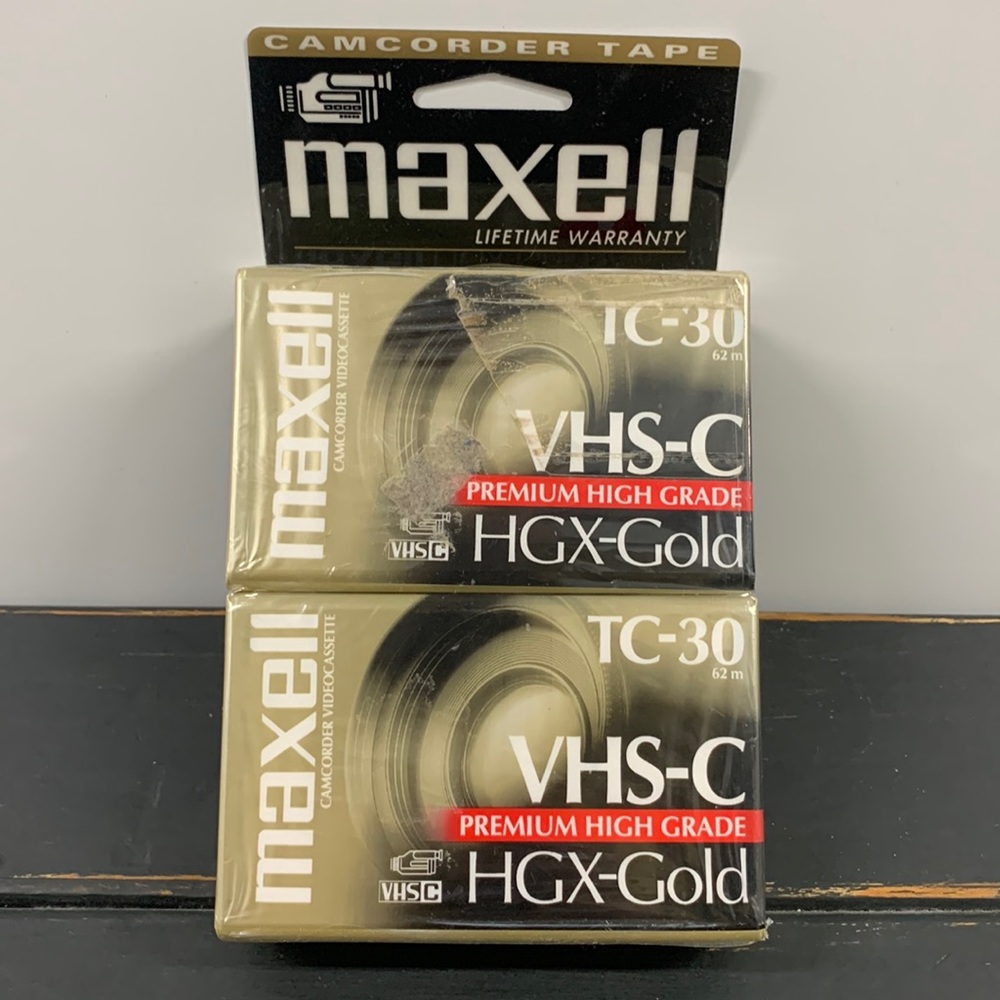 CAMCORDER TAPE
maxell
LIFETIME WARRANTY
maxell
CAMCORDER VIDEOCASSETTE
TC-30
62 m
VHS-C
PREMIUM HIGH GRADE
VHS C
HGX-Gold
maxell
CAMCORDER VIDEOCASSETTE
TC-30
62 m
VHS-C
PREMIUM HIGH GRADE
VHS C
HGX-Gold